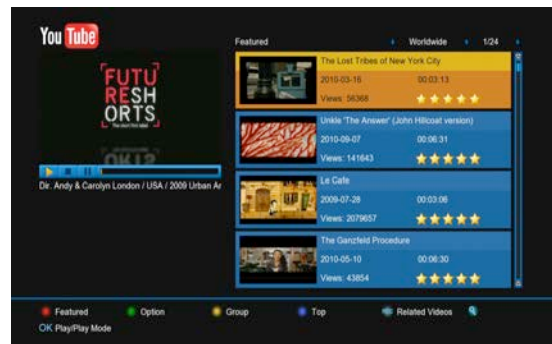 You Tube
Featured
Worldwide
1/24
FUTU
RESH
ORTS
The short film label
Dir. Andy & Carolyn London / USA / 2009 Urban Ar
The Lost Tribes of New York City
2010-03-16 00:03:13
Views: 56368
Unkle 'The Answer' (John Hillcoat version)
2010-09-07 00:06:31
Views: 141643
Le Cafe
2009-07-28 00:03:06
Views: 2079657
The Ganzfeld Procedure
2010-05-10 00:06:30
Views: 43854
Featured Option Group Top Related Videos
OK Play/Play Mode